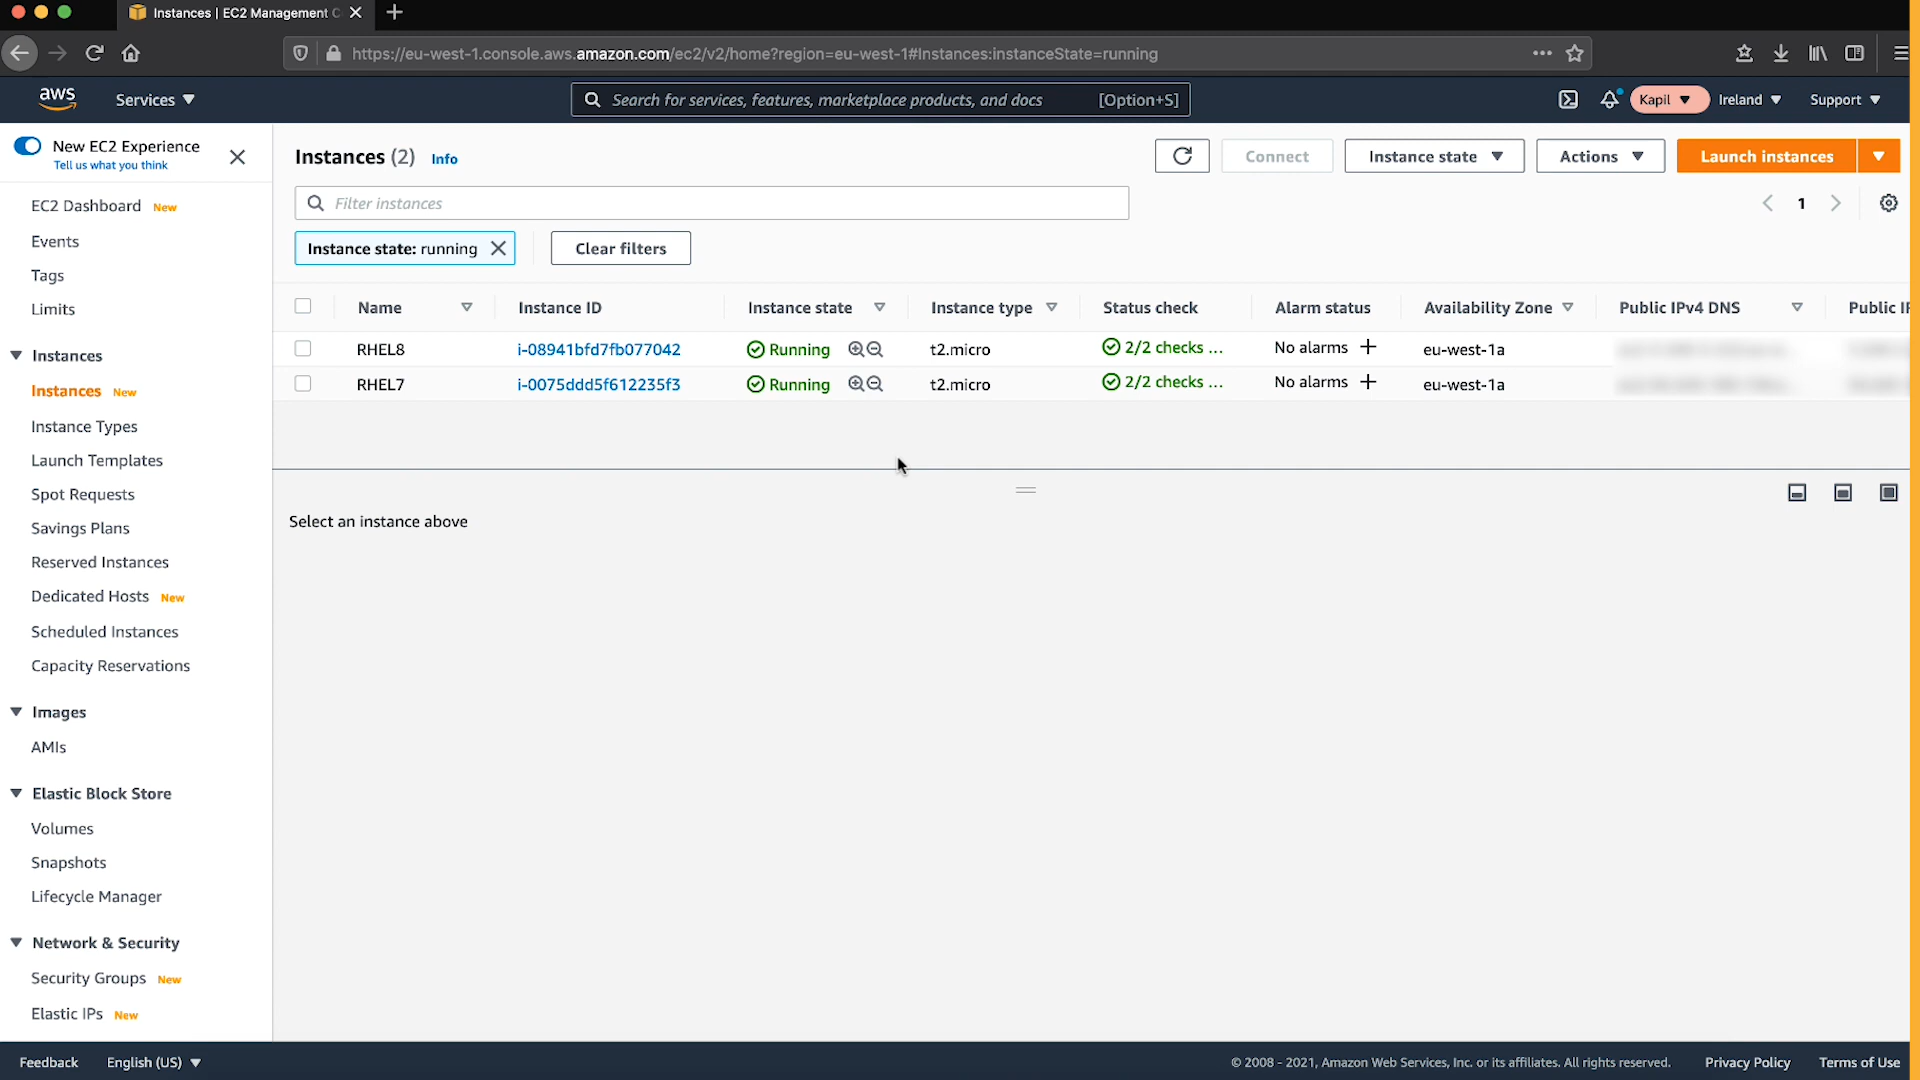 Instances | EC2 Management C
https://eu-west-1.console.aws.amazon.com/ec2/v2/home?region=eu-west-1#Instances:instanceState=running
aws Services Search for services, features, marketplace products, and docs [Option+S] Kapil Ireland Support
New EC2 Experience
Tell us what you think
EC2 Dashboard New
Events
Tags
Limits
Instances
Instances New
Instance Types
Launch Templates
Spot Requests
Savings Plans
Reserved Instances
Dedicated Hosts New
Scheduled Instances
Capacity Reservations
Images
AMIs
Elastic Block Store
Volumes
Snapshots
Lifecycle Manager
Network & Security
Security Groups New
Elastic IPs New
Instances (2) Info Connect Instance state Actions Launch instances
Filter instances 1
Instance state: running Clear filters
Name Instance ID Instance state Instance type Status check Alarm status Availability Zone Public IPv4 DNS Public
RHEL8 i-08941bfd7fb077042 Running t2.micro 2/2 checks ... No alarms + eu-west-1a
RHEL7 i-0075ddd5f612235f3 Running t2.micro 2/2 checks ... No alarms + eu-west-1a
Select an instance above
Feedback English (US) © 2008 - 2021, Amazon Web Services, Inc. or its affiliates. All rights reserved. Privacy Policy Terms of Use